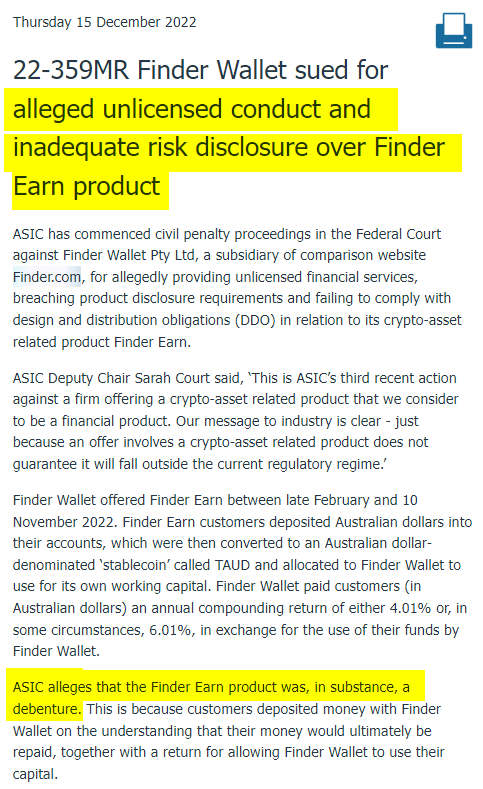 Thursday 15 December 2022
22-359MR Finder Wallet sued for
alleged unlicensed conduct and
inadequate risk disclosure over Finder
Earn product
ASIC has commenced civil penalty proceedings in the Federal Court
against Finder Wallet Pty Ltd, a subsidiary of comparison website
Finder.com, for allegedly providing unlicensed financial services,
breaching product disclosure requirements and failing to comply with
design and distribution obligations (DDO) in relation to its crypto-asset
related product Finder Earn.
ASIC Deputy Chair Sarah Court said, ‘This is ASIC’s third recent action
against a firm offering a crypto-asset related product that we consider
to be a financial product. Our message to industry is clear - just
because an offer involves a crypto-asset related product does not
guarantee it will fall outside the current regulatory regime.’
Finder Wallet offered Finder Earn between late February and 10
November 2022. Finder Earn customers deposited Australian dollars into
their accounts, which were then converted to an Australian dollar-
denominated ‘stablecoin’ called TAUD and allocated to Finder Wallet to
use for its own working capital. Finder Wallet paid customers (in
Australian dollars) an annual compounding return of either 4.01% or, in
some circumstances, 6.01%, in exchange for the use of their funds by
Finder Wallet.
ASIC alleges that the Finder Earn product was, in substance, a
debenture. This is because customers deposited money with Finder
Wallet on the understanding that their money would ultimately be
repaid, together with a return for allowing Finder Wallet to use their
capital.